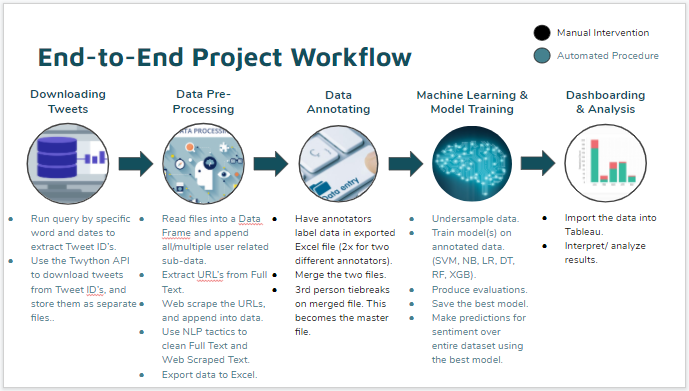 Manual Intervention
Automated Procedure
End-to-End Project Workflow
Downloading
Tweets
Data Pre-
Processing
Data
Annotating
Machine Learning &
Model Training
Dashboarding
& Analysis
DATA PROCESSING
Data entry
Run query by specific
word and dates to
extract Tweet ID's.
Use the Twython API
to download tweets
from Tweet ID's, and
store them as separate
files..
Read files into a Data
Frame and append
all/multiple user related
sub-data.
Extract URL's from Full
Text.
Web scrape the URLs,
and append into data.
Use NLP tactics to
clean Full Text and
Web Scraped Text.
Export data to Excel.
Have annotators
label data in exported
Excel file (2x for two
different annotators).
Merge the two files.
3rd person tiebreaks
on merged file. This
becomes the master
file.
Undersample data.
Train model(s) on
annotated data.
(SVM, NB, LR, DT,
RF, XGB).
Produce evaluations.
Save the best model.
Make predictions for
sentiment over
entire dataset using
the best model.
Import the data into
Tableau.
Interpret/ analyze
results.